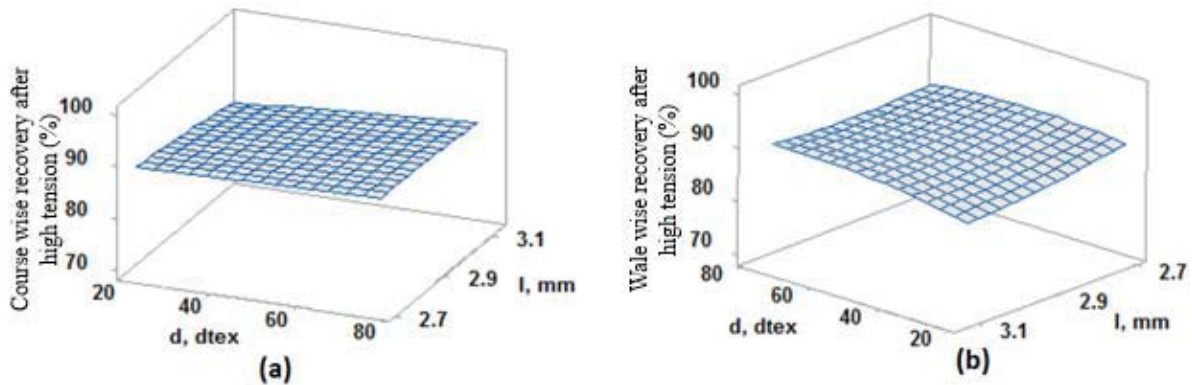 Course wise recovery after
high tension (%)
100
90
80
70
20
40
60
80
d, dtex
2.7
2.9
3.1
l, mm
(a)
Wale wise recovery after
high tension (%)
100
90
80
70
80
60
40
20
d, dtex
3.1
2.9
2.7
l, mm
(b)